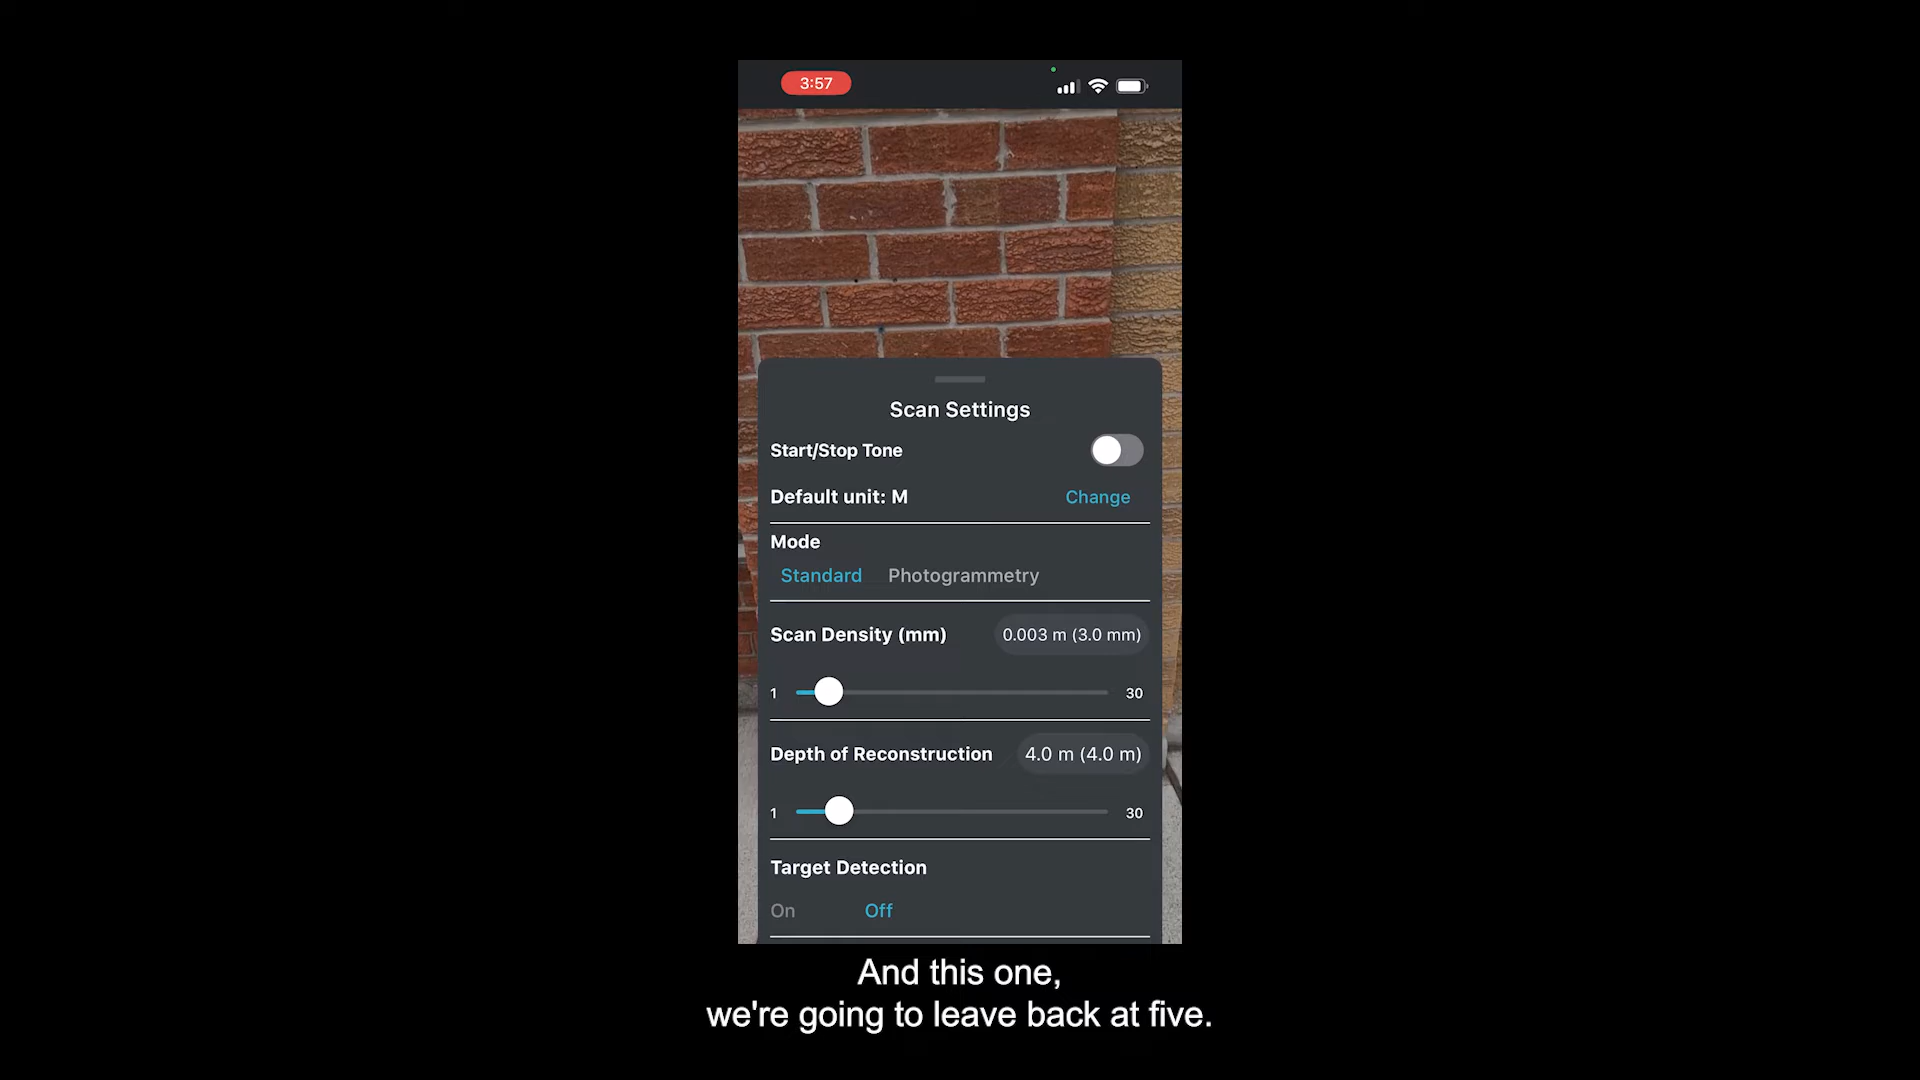 3:57
Scan Settings
Start/Stop Tone
Default unit: M Change
Mode
Standard Photogrammetry
Scan Density (mm) 0.003 m (3.0 mm)
1 30
Depth of Reconstruction 4.0 m (4.0 m)
1 30
Target Detection
On Off
And this one,
we're going to leave back at five.